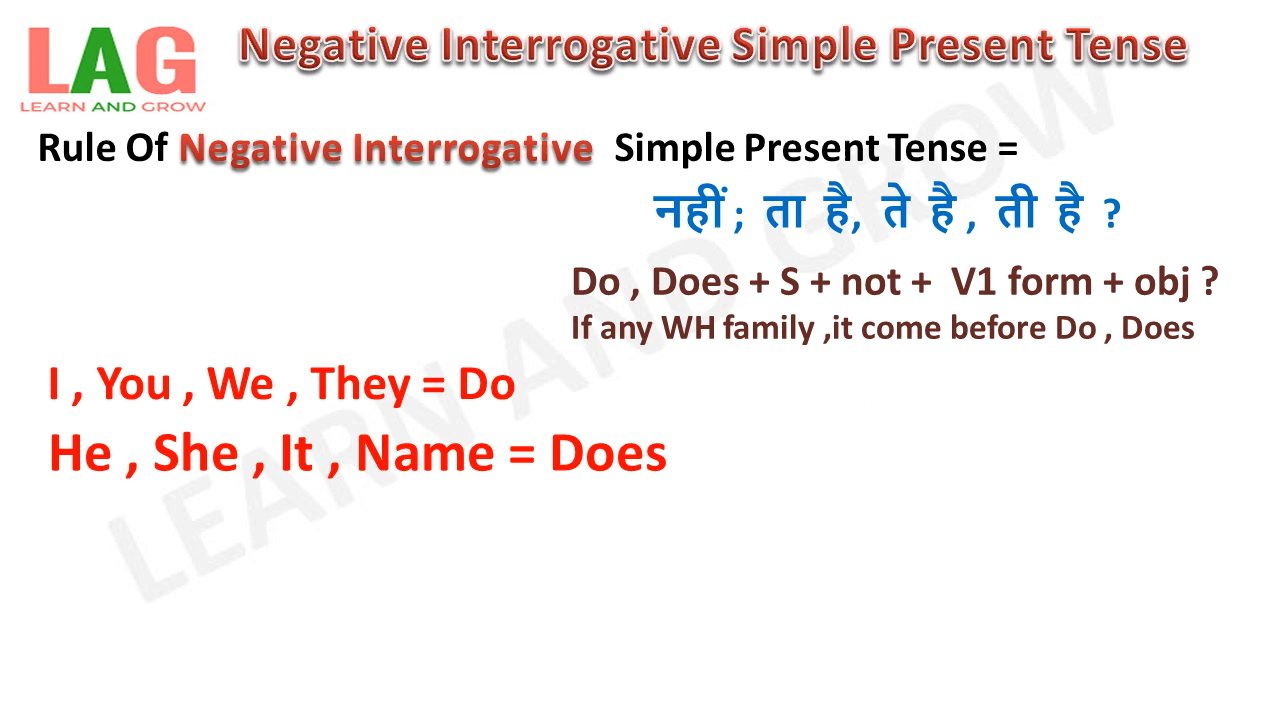 LAG
LEARN AND GROW
Negative Interrogative Simple Present Tense
Rule Of Negative Interrogative Simple Present Tense =
नहीं ; ता है, ते है , ती है ?
Do , Does + S + not + V1 form + obj ?
If any WH family ,it come before Do , Does
I , You , We , They = Do
He , She , It , Name = Does
LEARN AND GROW